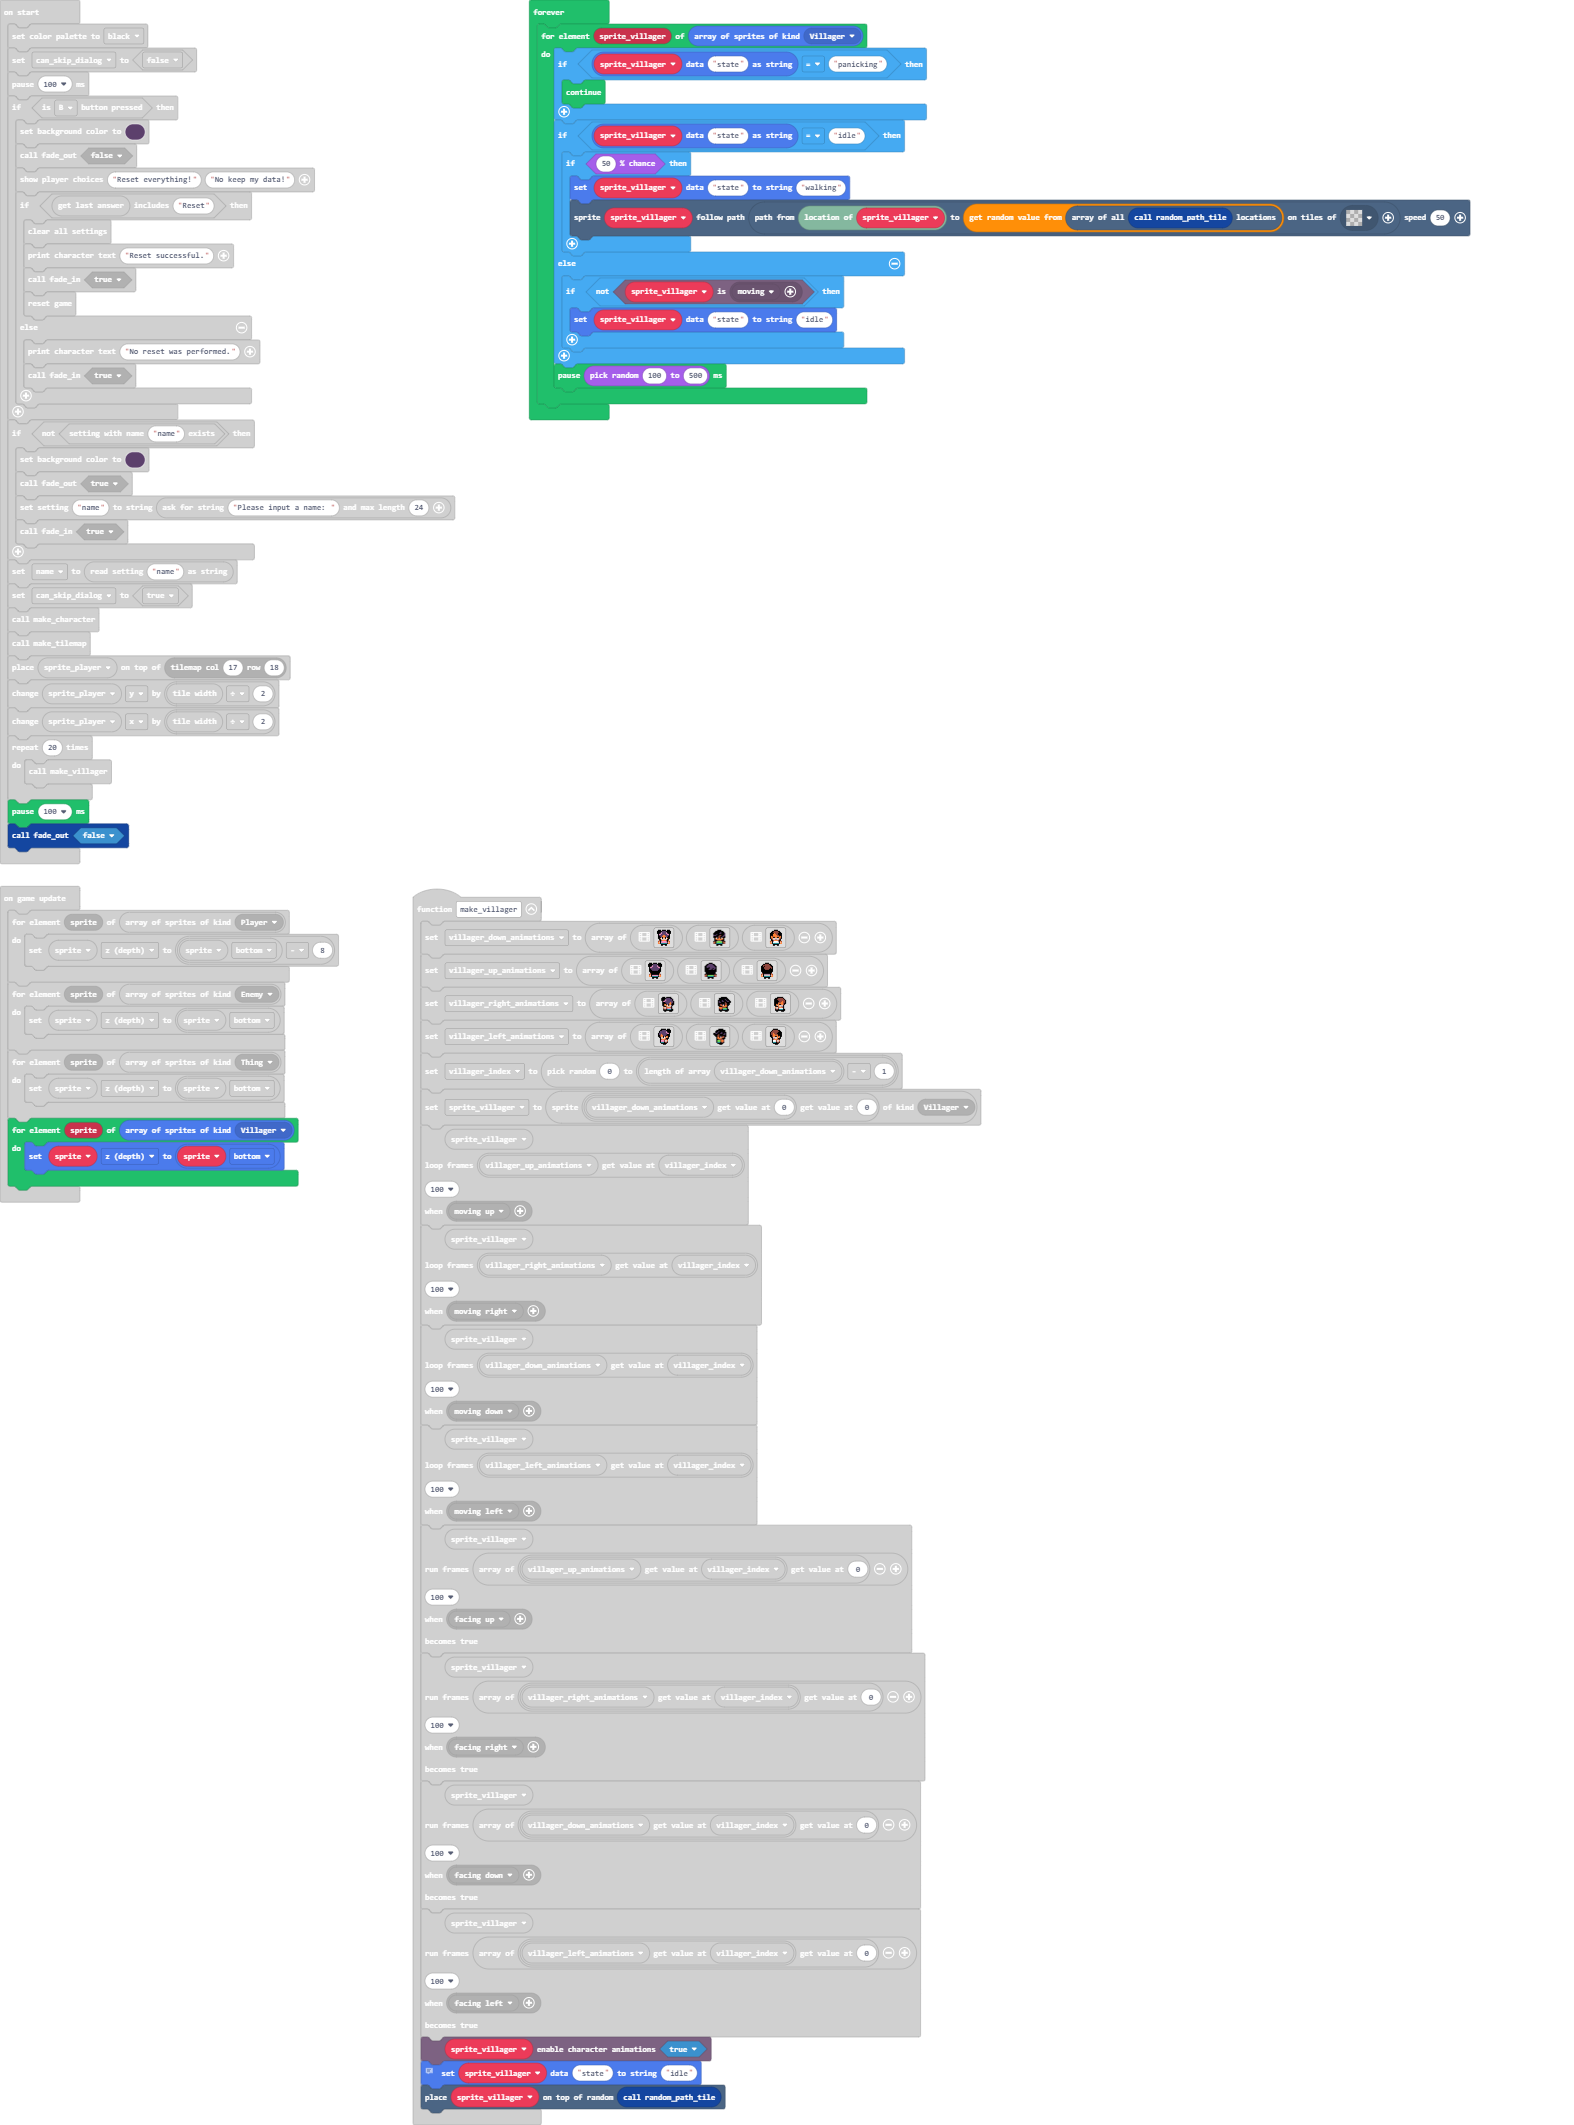 on start
set color palette to black
set can_skip_dialog to false
pause 100 ms
if is B button pressed then
set background color to
call fade_out false
show player choices "Reset everything!" "No keep my data!"
if get last answer includes "Reset" then
clear all settings
print character text "Reset successful."
call fade_in true
reset game
else
print character text "No reset was performed."
call fade_in true
if not setting with name "name" exists then
set background color to
call fade_out true
set setting "name" to string ask for string "Please input a name: " and max length 24
call fade_in true
set name to read setting "name" as string
set can_skip_dialog to true
call make_character
call make_tilemap
place sprite_player on top of tilemap col 17 row 18
change sprite_player y by tile width ÷ 2
change sprite_player x by tile width ÷ 2
repeat 20 times
do
call make_villager
pause 100 ms
call fade_out false
forever
for element sprite_villager of array of sprites of kind Villager
do
if sprite_villager data "state" as string = "panicking" then
continue
if sprite_villager data "state" as string = "idle" then
if 50 % chance then
set sprite_villager data "state" to string "walking"
sprite sprite_villager follow path path from location of sprite_villager to get random value from array of all call random_path_tile locations on tiles of speed 50
else
if not sprite_villager is moving then
set sprite_villager data "state" to string "idle"
pause pick random 100 to 500 ms
on game update
for element sprite of array of sprites of kind Player
do
set sprite z (depth) to sprite bottom - 8
for element sprite of array of sprites of kind Enemy
do
set sprite z (depth) to sprite bottom
for element sprite of array of sprites of kind Thing
do
set sprite z (depth) to sprite bottom
for element sprite of array of sprites of kind Villager
do
set sprite z (depth) to sprite bottom
function make_villager
set villager_down_animations to array of
set villager_up_animations to array of
set villager_right_animations to array of
set villager_left_animations to array of
set villager_index to pick random 0 to length of array villager_down_animations - 1
set sprite_villager to sprite villager_down_animations get value at 0 get value at 0 of kind Villager
sprite_villager
loop frames villager_up_animations get value at villager_index
100
when moving up
sprite_villager
loop frames villager_right_animations get value at villager_index
100
when moving right
sprite_villager
loop frames villager_down_animations get value at villager_index
100
when moving down
sprite_villager
loop frames villager_left_animations get value at villager_index
100
when moving left
sprite_villager
run frames array of villager_up_animations get value at villager_index get value at 0
100
when facing up
becomes true
sprite_villager
run frames array of villager_right_animations get value at villager_index get value at 0
100
when facing right
becomes true
sprite_villager
run frames array of villager_down_animations get value at villager_index get value at 0
100
when facing down
becomes true
sprite_villager
run frames array of villager_left_animations get value at villager_index get value at 0
100
when facing left
becomes true
sprite_villager enable character animations true
set sprite_villager data "state" to string "idle"
place sprite_villager on top of random call random_path_tile